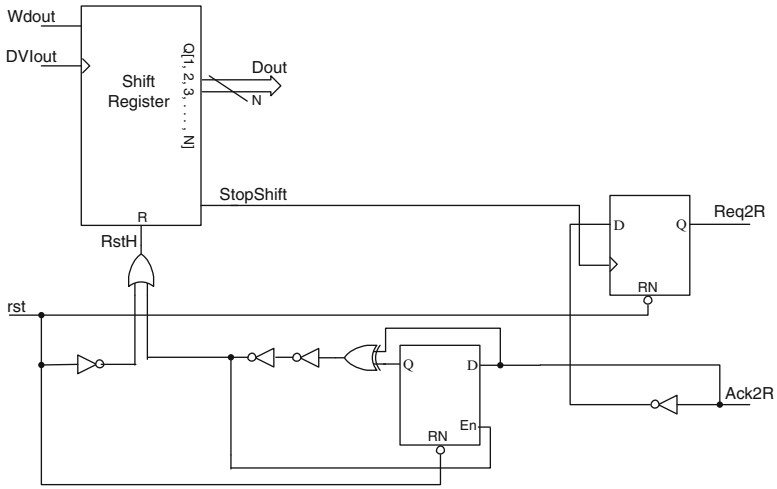 Wdout
DVIout
Shift
Register
Q[1, 2, 3, . . . , N]
Dout
N
StopShift
R
RstH
D
Q
Req2R
RN
rst
Q
D
En
RN
Ack2R